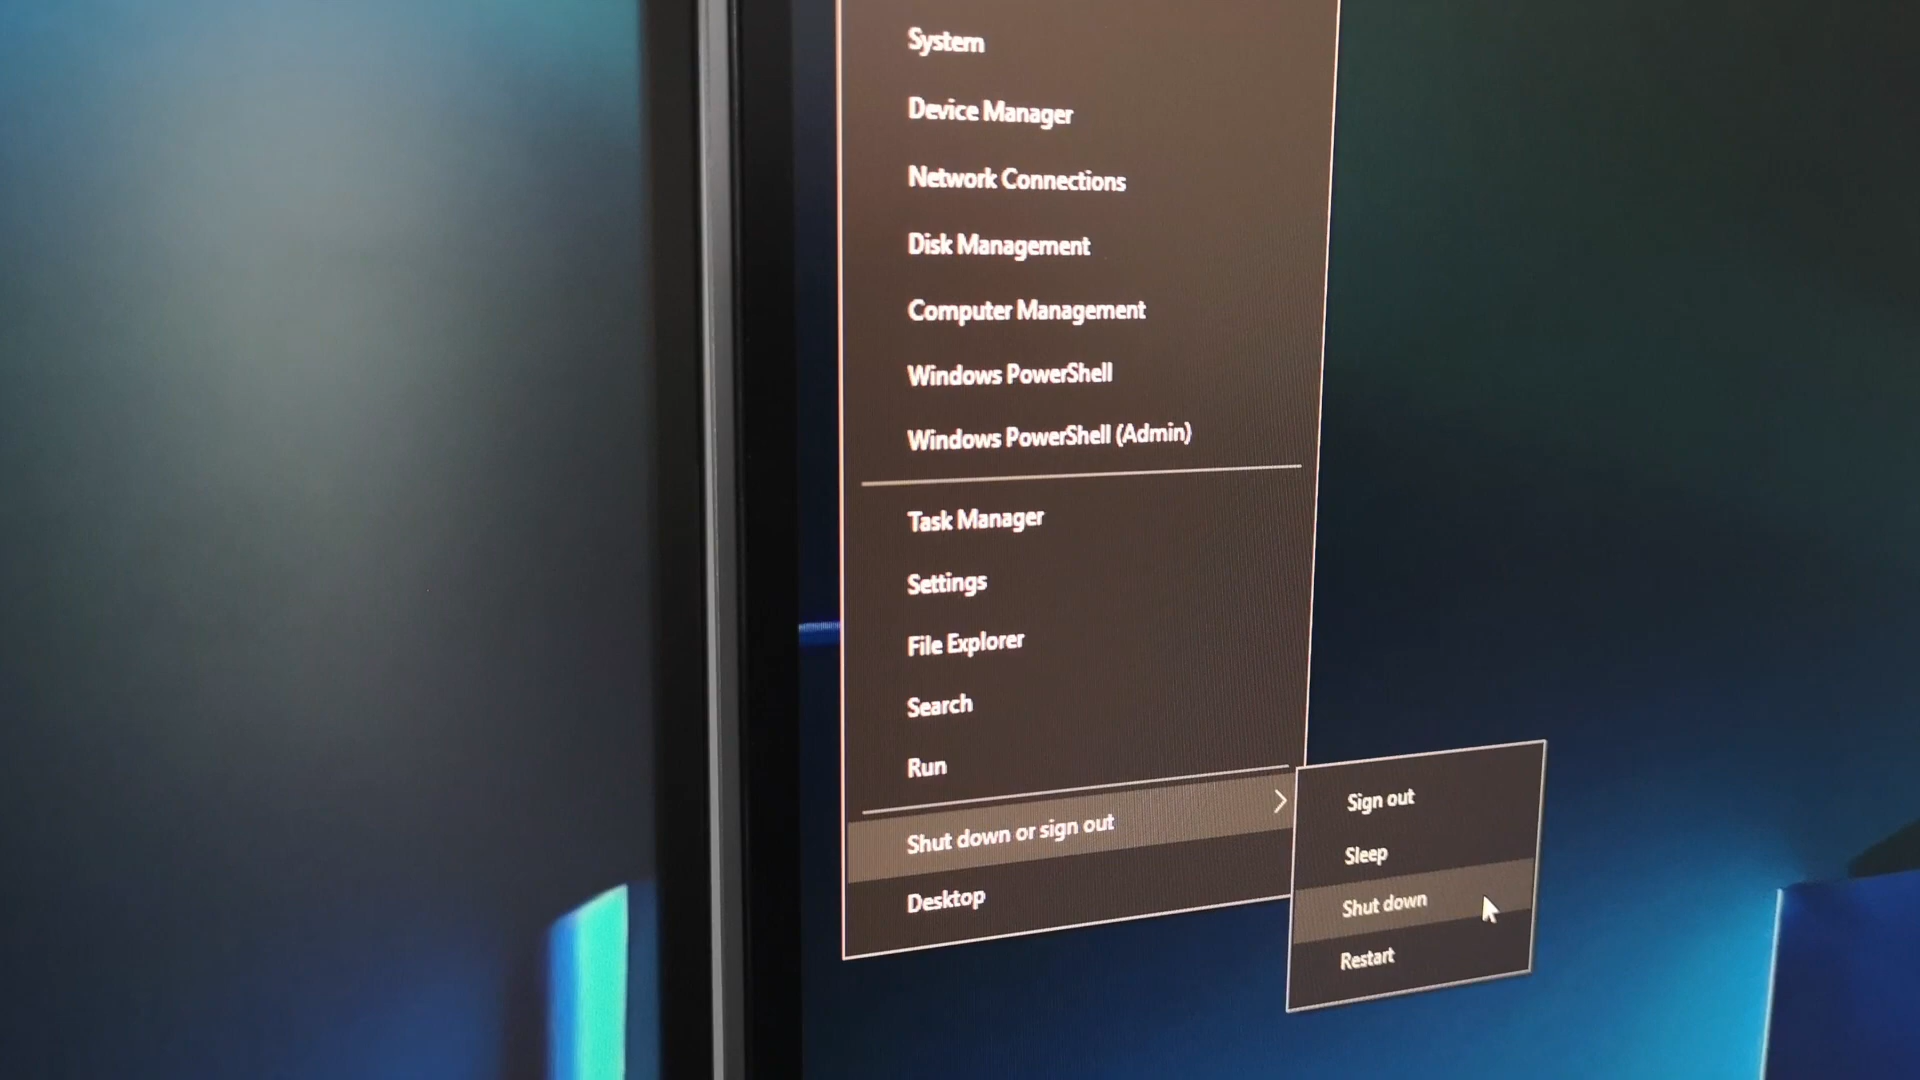 System
Device Manager
Network Connections
Disk Management
Computer Management
Windows PowerShell
Windows PowerShell (Admin)
Task Manager
Settings
File Explorer
Search
Run
Shut down or sign out
Desktop
Sign out
Sleep
Shut down
Restart